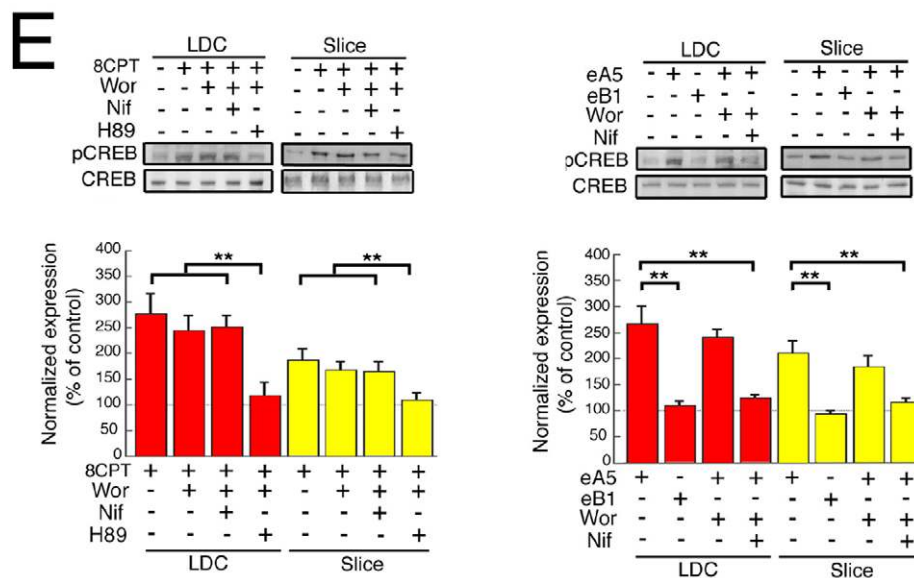 E
LDC Slice
8CPT - + + + + - + + + +
Wor - - + + + - - + + +
Nif - - - + - - - - + -
H89 - - - - + - - - - +
pCREB
CREB
Normalized expression
(% of control)
400
350
300
250
200
150
100
50
0
** **
8CPT + + + + + + + +
Wor - + + + - + + +
Nif - - + - - - + -
H89 - - - + - - - +
LDC Slice
LDC Slice
eA5 - + - + + - + - + +
eB1 - - + - - - - + - -
Wor - - - + + - - - + +
Nif - - - - + - - - - +
pCREB
CREB
Normalized expression
(% of control)
400
350
300
250
200
150
100
50
0
** **
** **
eA5 + - + + + - + +
eB1 - + - - - + - -
Wor - - + + - - + +
Nif - - - + - - - +
LDC Slice